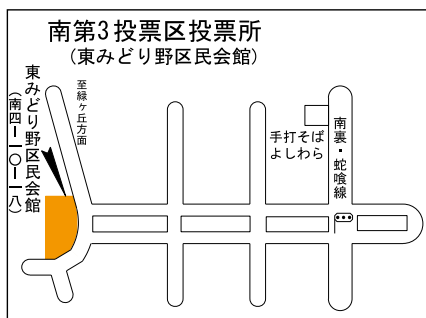 南第3投票区投票所
(東みどり野区民会館)
東みどり野区民会館
(南四ー一〇ー一八)
至緑ヶ丘方面
手打そば
よしわら
南裏・蛇喰線